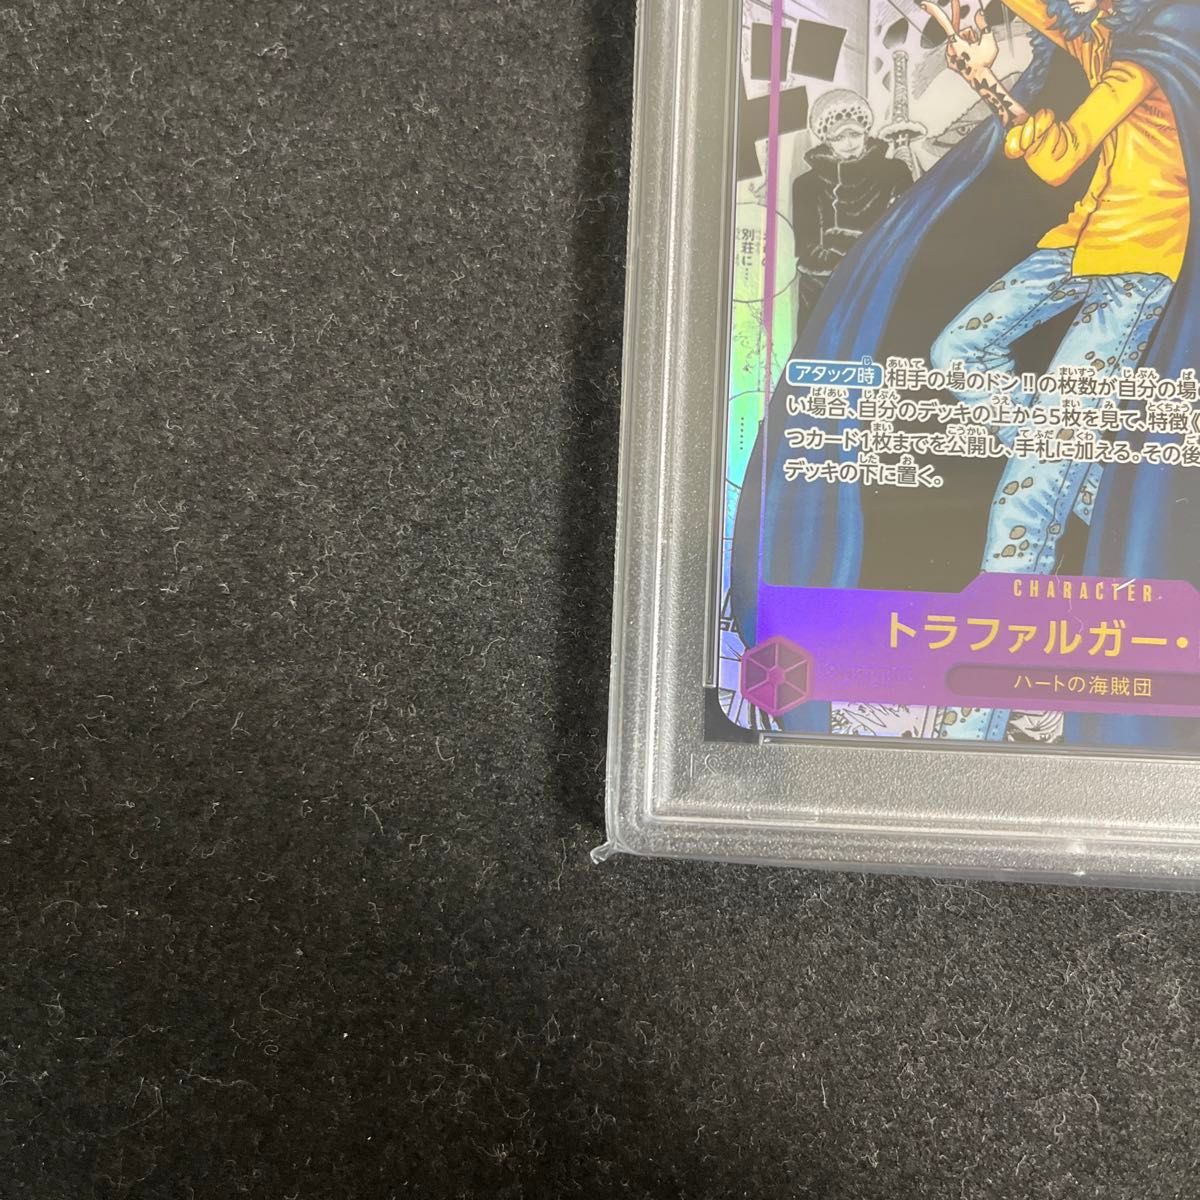 別荘に…
アタック時 相手の場のドン!!の枚数が自分の場
い場合、自分のデッキの上から5枚を見て、特徴《
つカード1枚までを公開し、手札に加える。その後
デッキの下に置く。
CHARACTER
トラファルガー・
ハートの海賊団